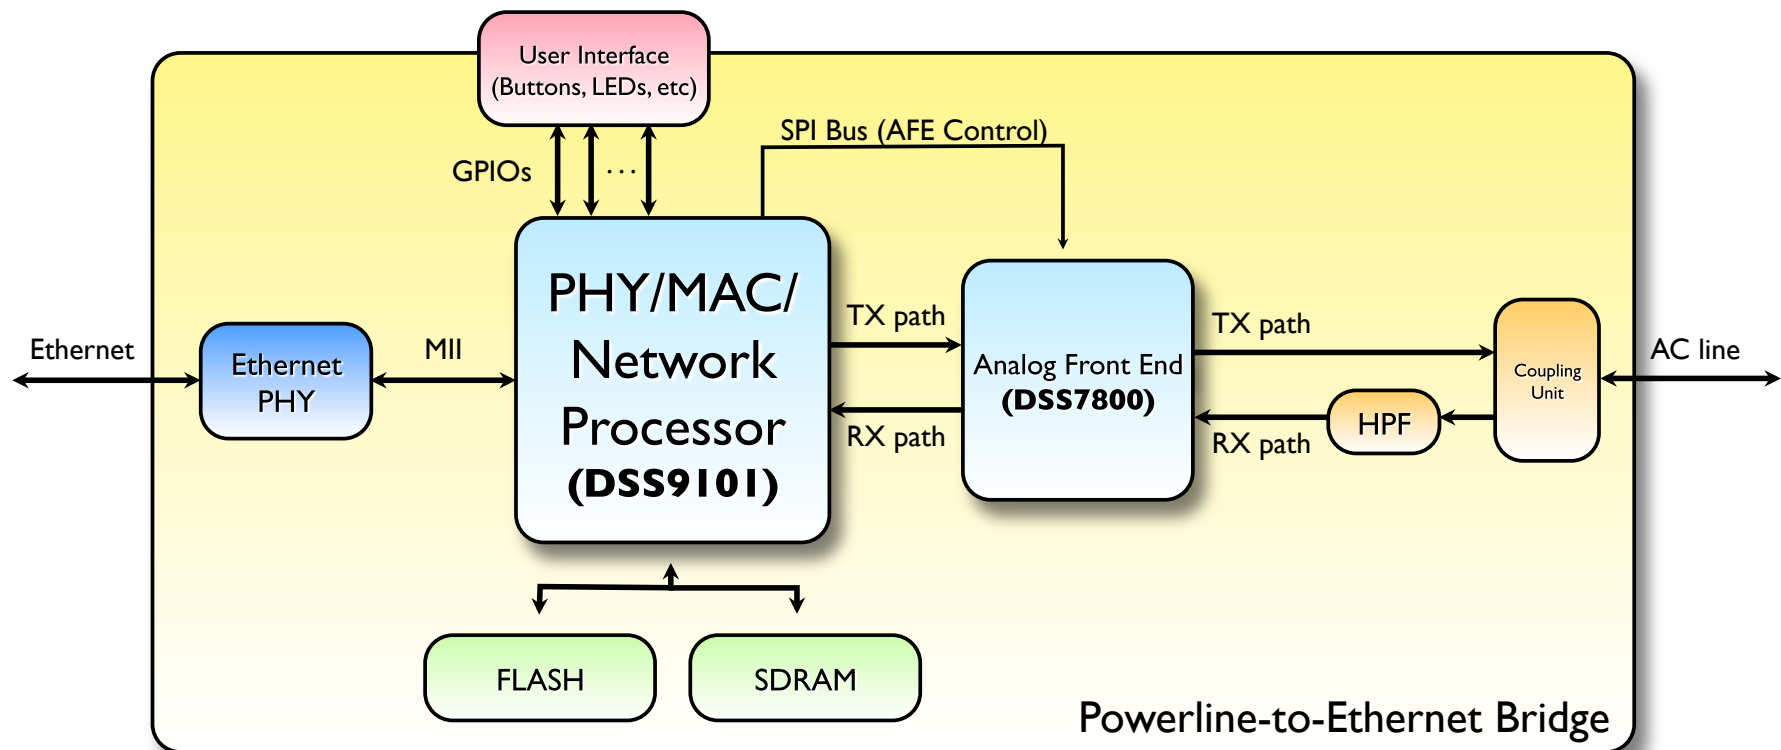 User Interface
(Buttons, LEDs, etc)
SPI Bus (AFE Control)
GPIOs
...
PHY/MAC/
Network
Processor
(DSS9101)
Ethernet
Ethernet
PHY
MII
TX path
RX path
Analog Front End
(DSS7800)
TX path
RX path
HPF
Coupling
Unit
AC line
FLASH
SDRAM
Powerline-to-Ethernet Bridge